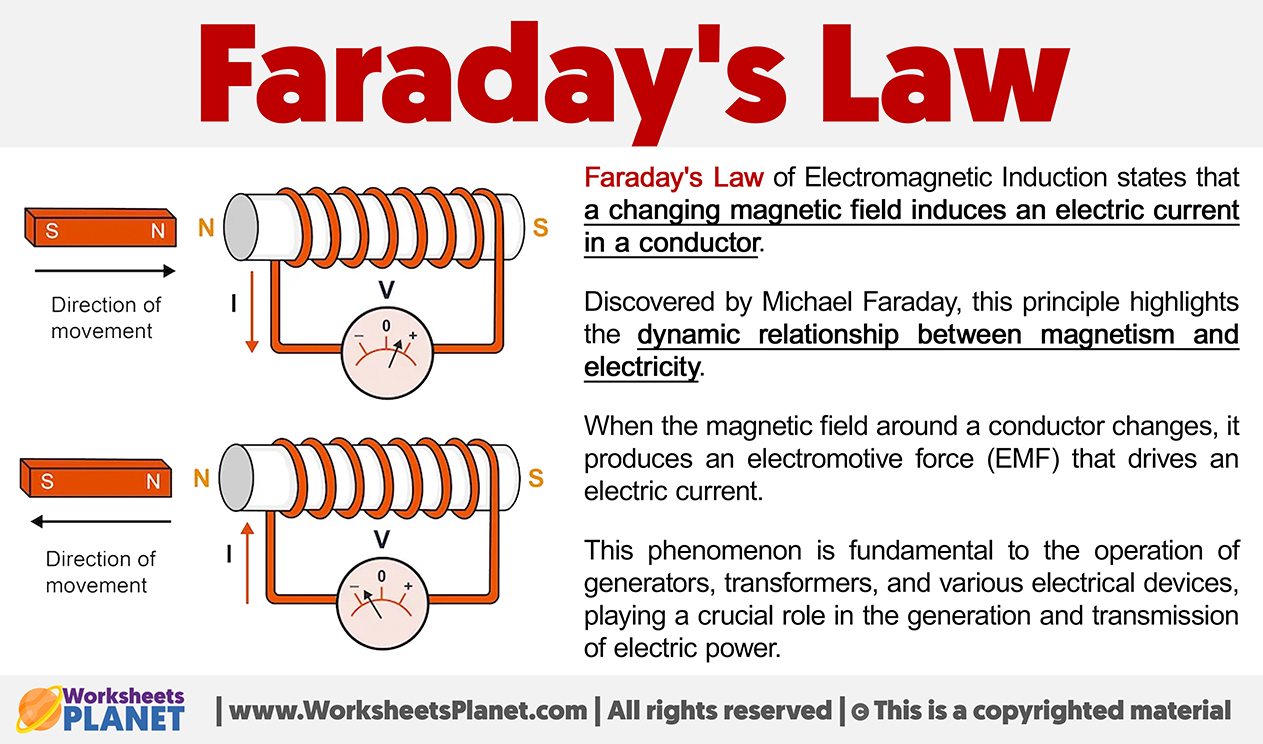 Faraday's Law
S N
N S
Direction of
movement
I
V
− 0 +
S N
N S
Direction of
movement
I
V
− 0 +
Faraday's Law of Electromagnetic Induction states that
a changing magnetic field induces an electric current
in a conductor.
Discovered by Michael Faraday, this principle highlights
the dynamic relationship between magnetism and
electricity.
When the magnetic field around a conductor changes, it
produces an electromotive force (EMF) that drives an
electric current.
This phenomenon is fundamental to the operation of
generators, transformers, and various electrical devices,
playing a crucial role in the generation and transmission
of electric power.
Worksheets
PLANET
| www.WorksheetsPlanet.com | All rights reserved | © This is a copyrighted material